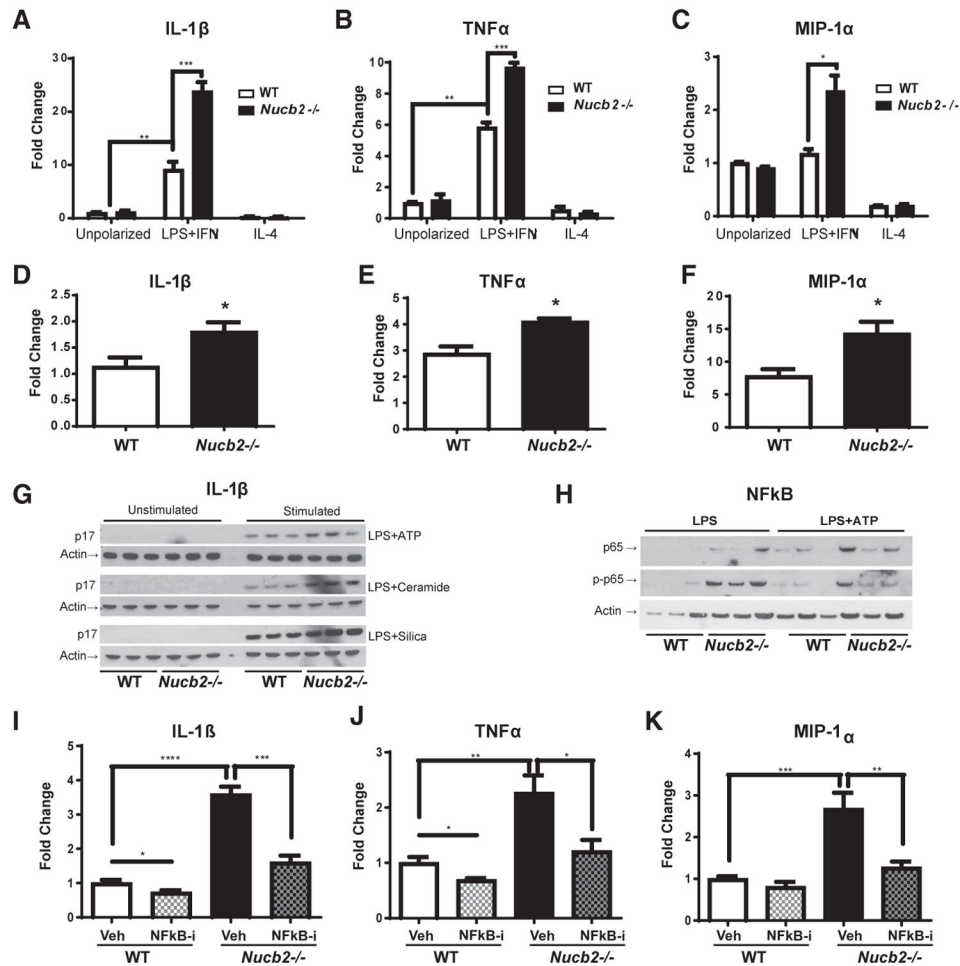 A
IL-1β
Fold Change
30
20
10
0
***
**
WT
Nucb2-/-
Unpolarized
LPS+IFNγ
IL-4
B
TNFα
Fold Change
10
8
6
4
2
0
***
**
WT
Nucb2-/-
Unpolarized
LPS+IFNγ
IL-4
C
MIP-1α
Fold Change
3
2
1
0
*
WT
Nucb2-/-
Unpolarized
LPS+IFNγ
IL-4
D
IL-1β
Fold Change
2.5
2.0
1.5
1.0
0.5
0.0
*
WT
Nucb2-/-
E
TNFα
Fold Change
5
4
3
2
1
0
*
WT
Nucb2-/-
F
MIP-1α
Fold Change
20
15
10
5
0
*
WT
Nucb2-/-
G
IL-1β
Unstimulated
Stimulated
p17
LPS+ATP
Actin→
p17
LPS+Ceramide
Actin→
p17
LPS+Silica
Actin→
WT
Nucb2-/-
WT
Nucb2-/-
H
NFkB
LPS
LPS+ATP
p65→
p-p65→
Actin →
WT
Nucb2-/-
WT
Nucb2-/-
I
IL-1ß
Fold Change
5
4
3
2
1
0
****
***
*
Veh
NFkB-i
Veh
NFkB-i
WT
Nucb2-/-
J
TNFα
Fold Change
3
2
1
0
**
*
*
Veh
NFkB-i
Veh
NFkB-i
WT
Nucb2-/-
K
MIP-1α
Fold Change
4
3
2
1
0
***
**
Veh
NFkB-i
Veh
NFkB-i
WT
Nucb2-/-